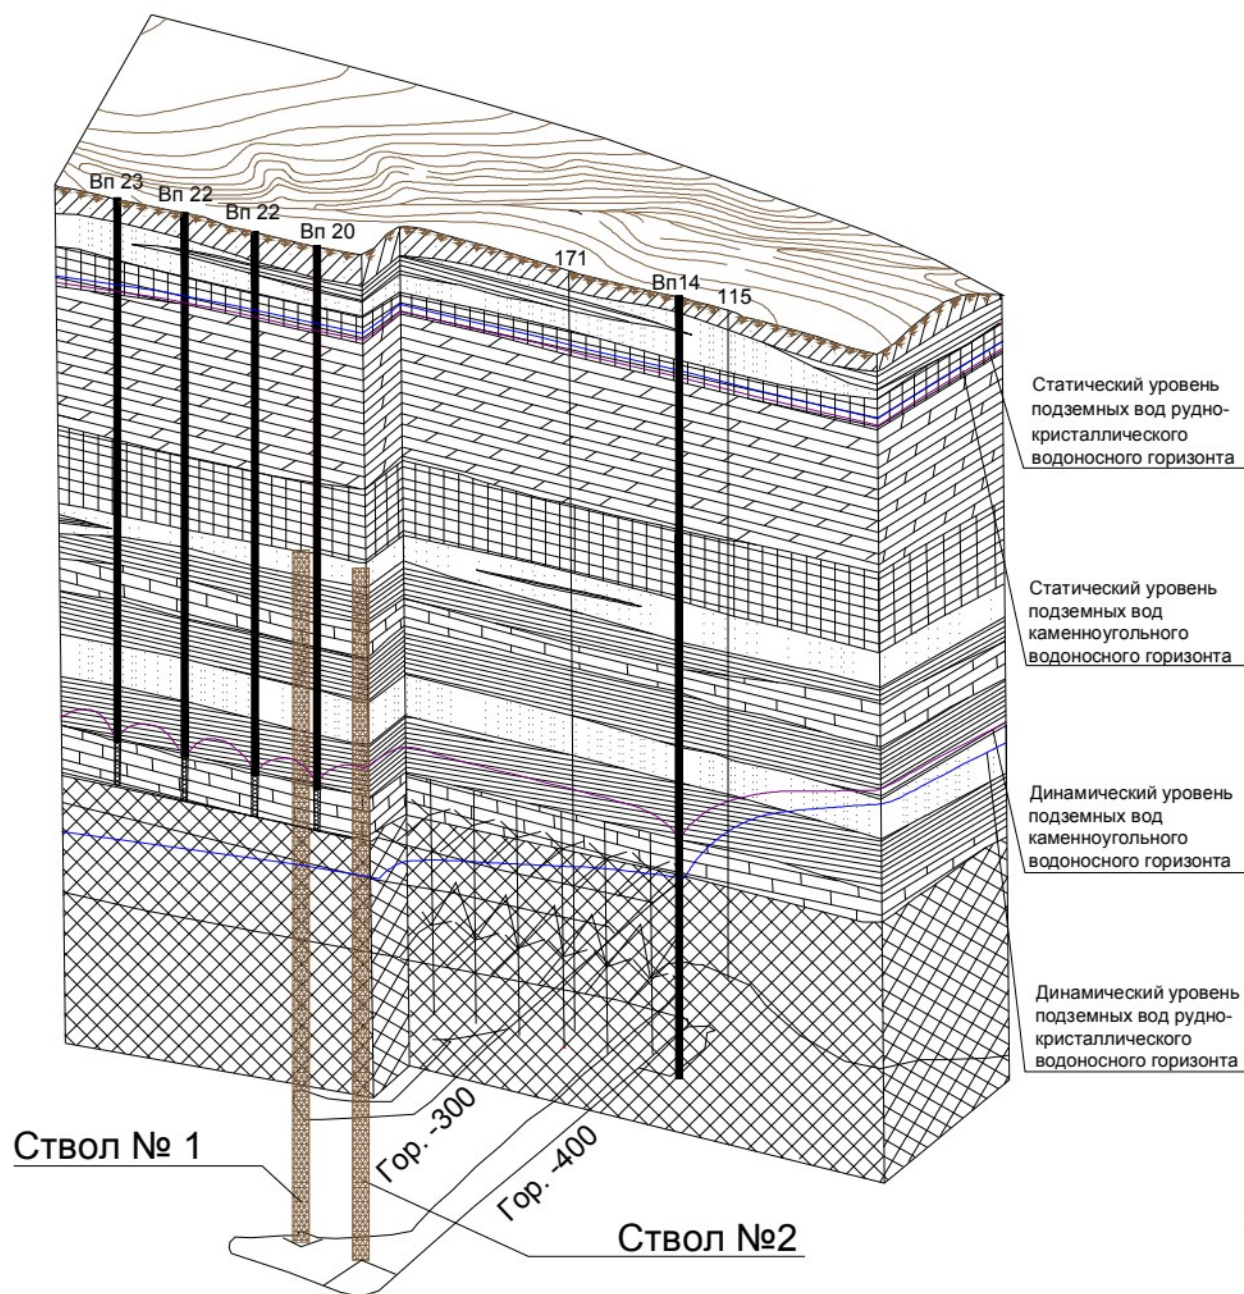 Вп 23
Вп 22
Вп 22
Вп 20
171
Вп14
115
Статический уровень
подземных вод рудно-
кристаллического
водоносного горизонта
Статический уровень
подземных вод
каменноугольного
водоносного горизонта
Динамический уровень
подземных вод
каменноугольного
водоносного горизонта
Динамический уровень
подземных вод рудно-
кристаллического
водоносного горизонта
Ствол № 1
Гор. -300
Гор. -400
Ствол №2